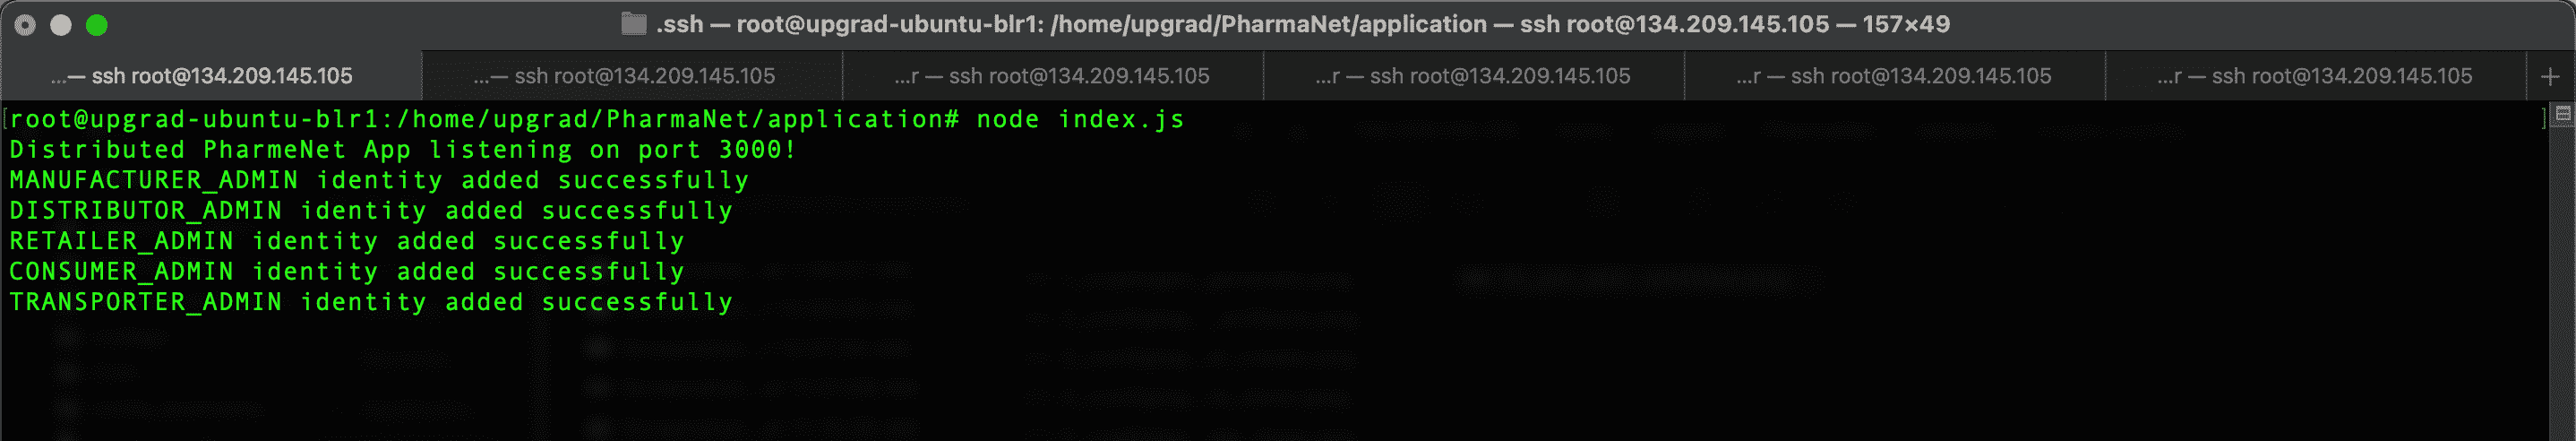 .ssh — root@upgrad-ubuntu-blr1: /home/upgrad/PharmaNet/application — ssh root@134.209.145.105 — 157×49
...— ssh root@134.209.145.105
...— ssh root@134.209.145.105
...r — ssh root@134.209.145.105
...r — ssh root@134.209.145.105
...r — ssh root@134.209.145.105
...r — ssh root@134.209.145.105
+
[root@upgrad-ubuntu-blr1:/home/upgrad/PharmaNet/application# node index.js ]
Distributed PharmeNet App listening on port 3000!
MANUFACTURER_ADMIN identity added successfully
DISTRIBUTOR_ADMIN identity added successfully
RETAILER_ADMIN identity added successfully
CONSUMER_ADMIN identity added successfully
TRANSPORTER_ADMIN identity added successfully